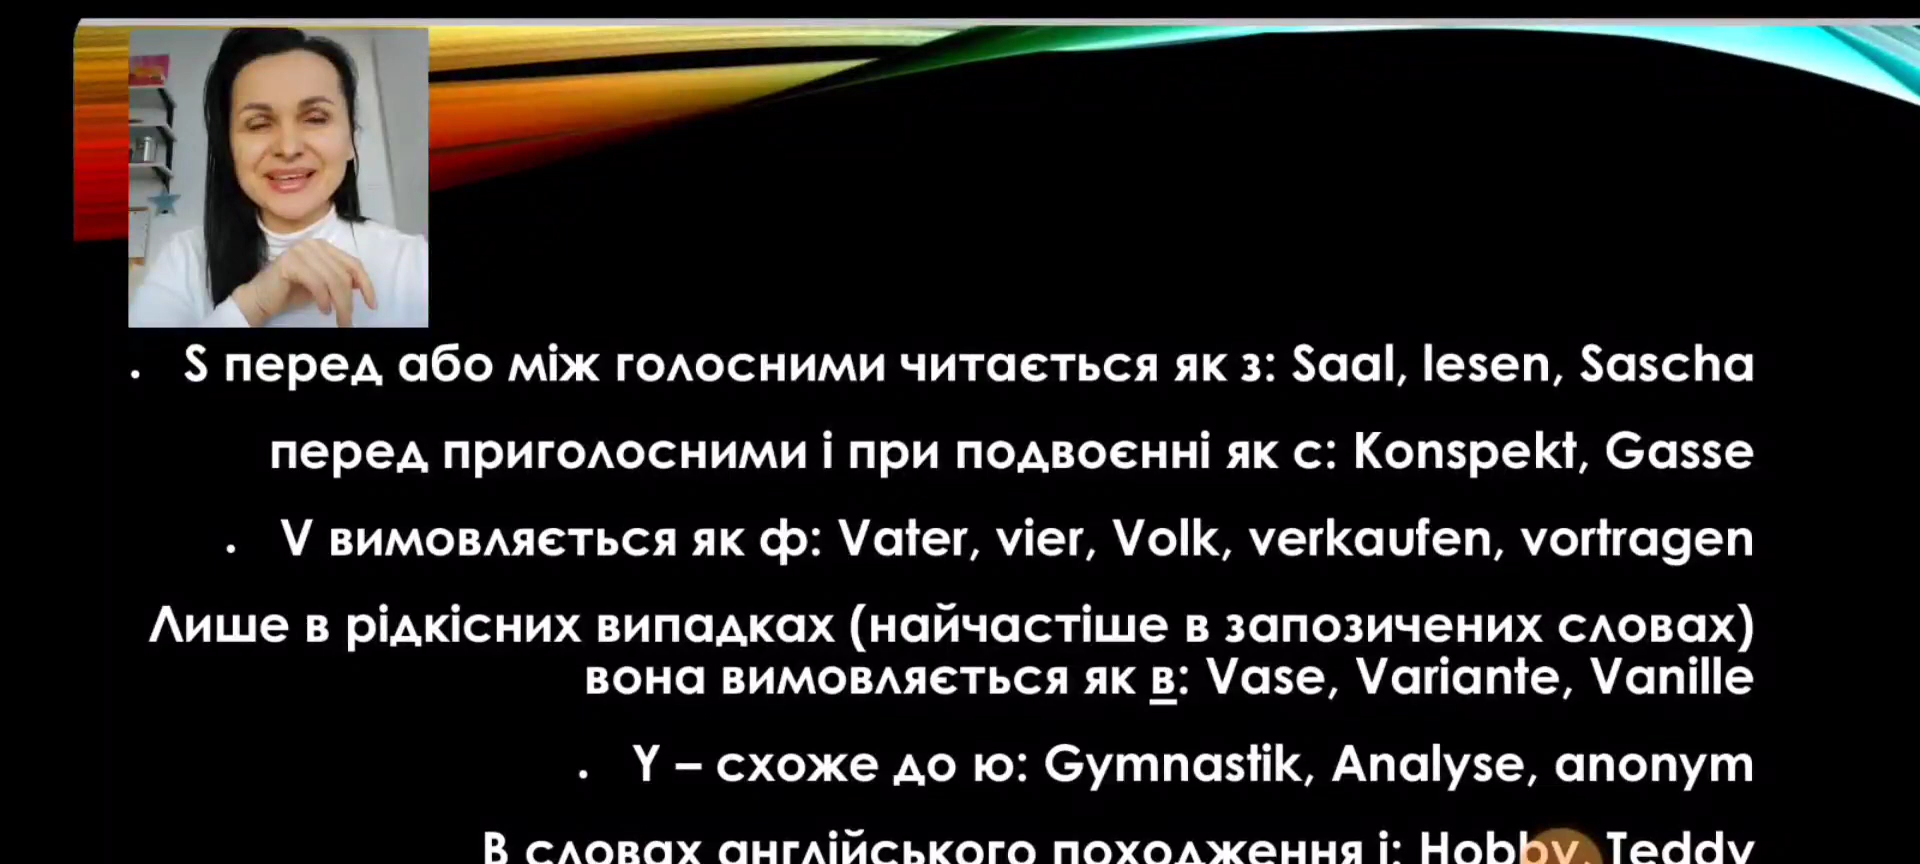 . S перед або між голосними читається як з: Saal, lesen, Sascha
перед приголосними і при подвоєнні як с: Konspekt, Gasse
. V вимовляється як ф: Vater, vier, Volk, verkaufen, vortragen
Лише в рідкісних випадках (найчастіше в запозичених словах)
вона вимовляється як в: Vase, Variante, Vanille
. Y – схоже до ю: Gymnastik, Analyse, anonym
В словах англійського походження і: Hobby, Teddy